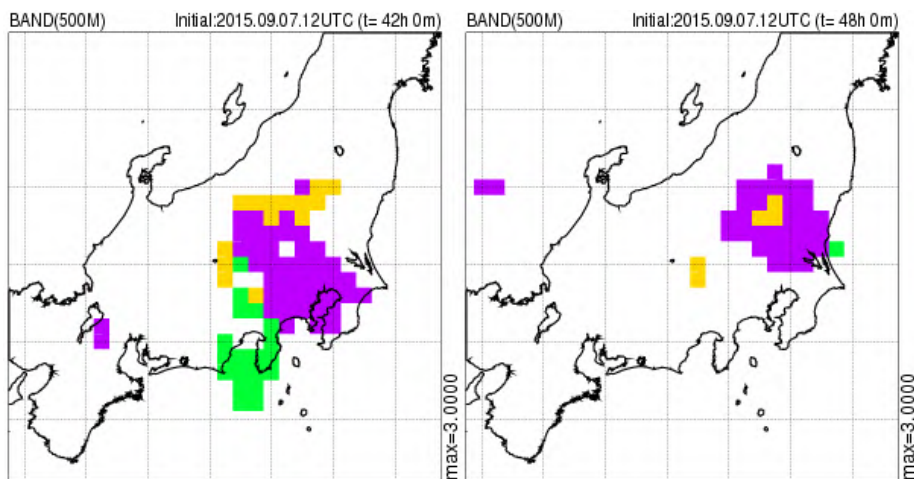 BAND(500M) Initial:2015.09.07.12UTC (t= 42h 0m)
max=3.0000
BAND(500M) Initial:2015.09.07.12UTC (t= 48h 0m)
max=3.0000